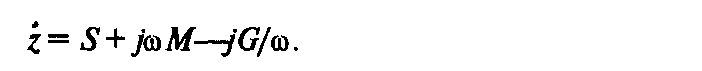 ż = S + jωM—jG/ω.